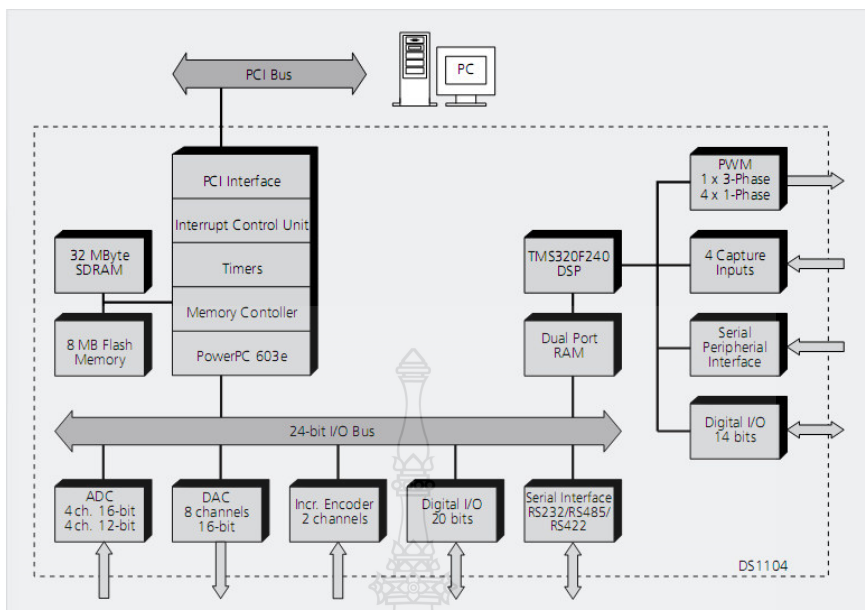 PCI Bus
PC
PCI Interface
Interrupt Control Unit
Timers
Memory Contoller
PowerPC 603e
32 MByte
SDRAM
8 MB Flash
Memory
TMS320F240
DSP
Dual Port
RAM
PWM
1 x 3-Phase
4 x 1-Phase
4 Capture
Inputs
Serial
Peripherial
Interface
Digital I/O
14 bits
24-bit I/O Bus
ADC
4 ch. 16-bit
4 ch. 12-bit
DAC
8 channels
16-bit
Incr. Encoder
2 channels
Digital I/O
20 bits
Serial Interface
RS232/RS485/
RS422
DS1104